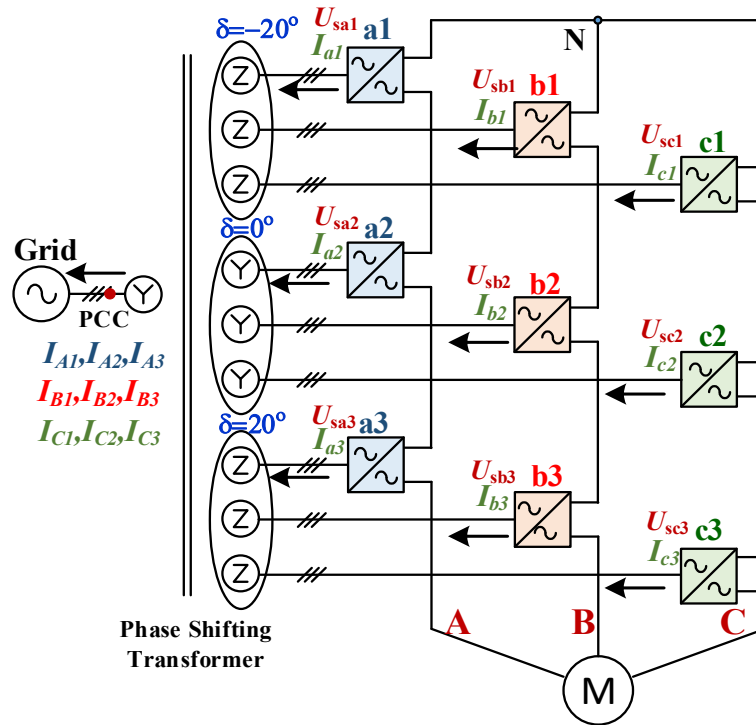 δ=−20°
Usa1 a1
Ia1
N
Z
Usb1 b1
Ib1
Z
Usc1 c1
Ic1
Z
δ=0°
Usa2 a2
Ia2
Y
Grid
Usb2 b2
Ib2
Y
Y
PCC
Usc2 c2
Ic2
Y
IA1,IA2,IA3
IB1,IB2,IB3
IC1,IC2,IC3
δ=20°
Usa3 a3
Ia3
Z
Usb3 b3
Ib3
Z
Usc3 c3
Ic3
Z
Phase Shifting
Transformer
A B C
M